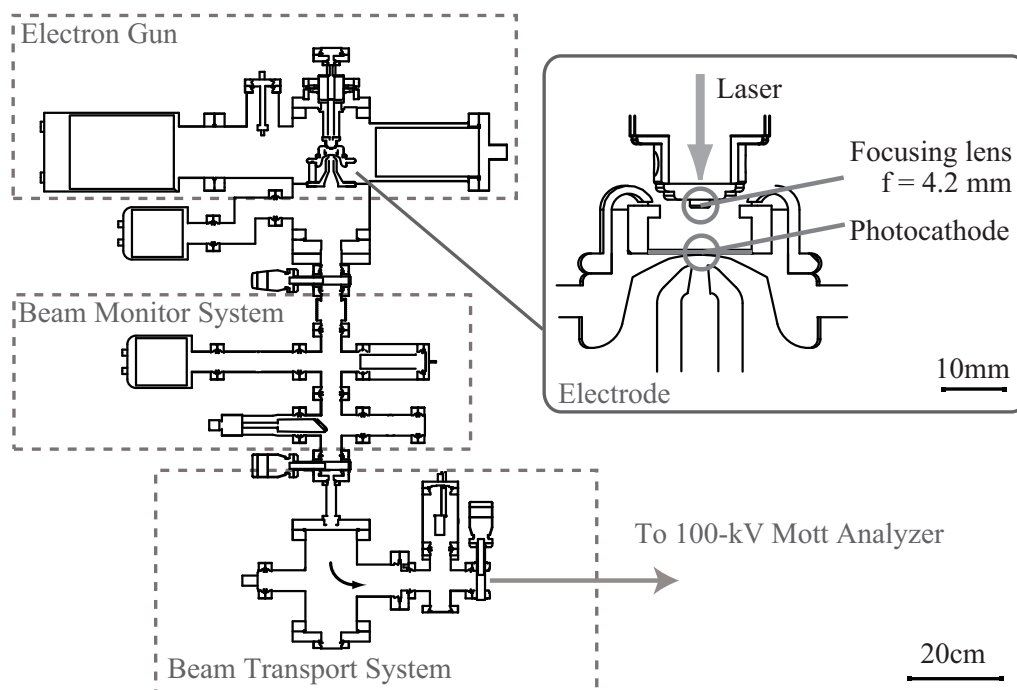 Electron Gun
Laser
Focusing lens
f = 4.2 mm
Photocathode
10mm
Electrode
Beam Monitor System
To 100-kV Mott Analyzer
Beam Transport System
20cm